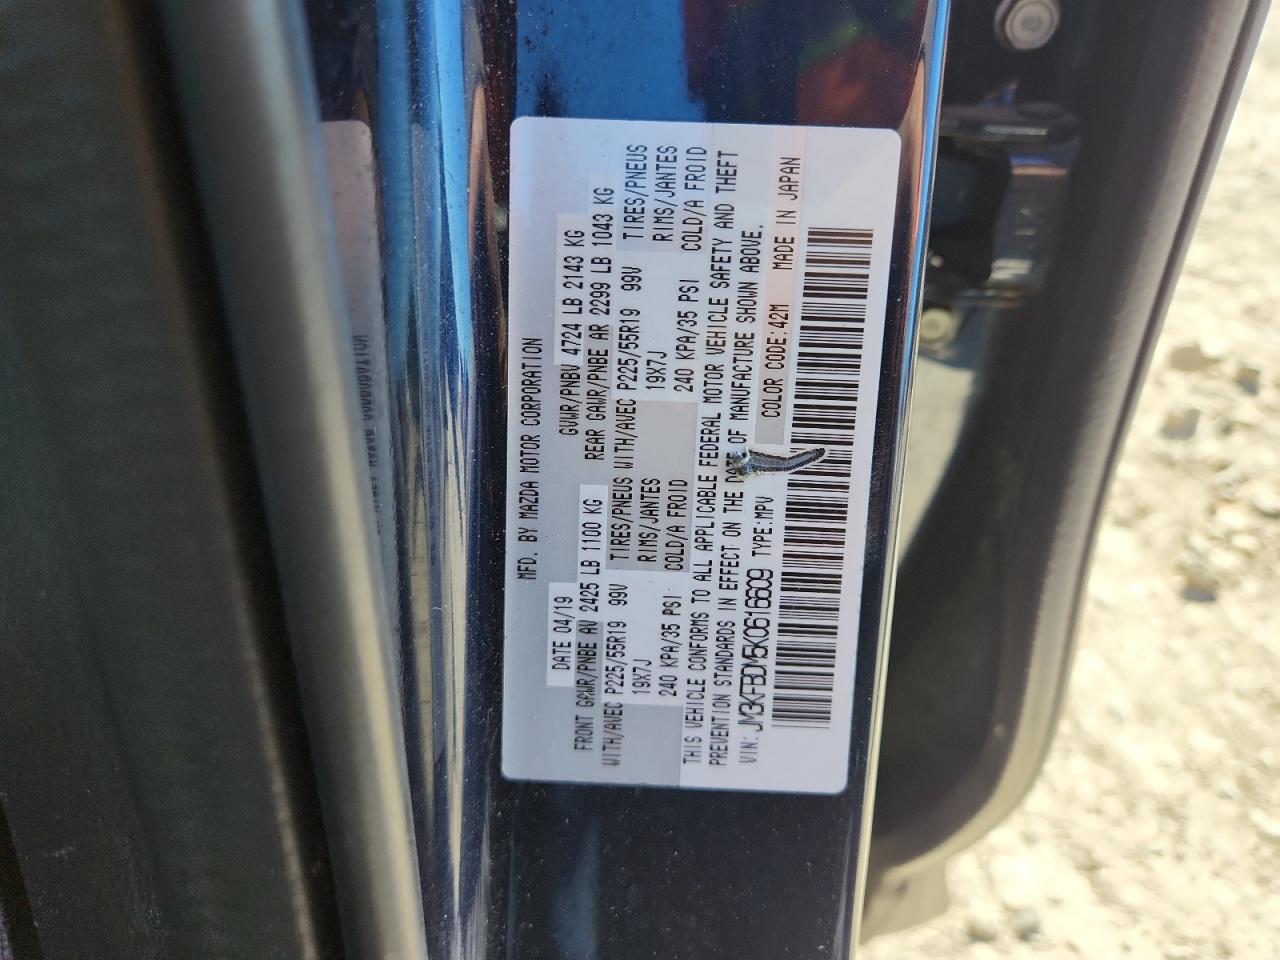 MFD. BY MAZDA MOTOR CORPORATION
DATE 04/19 GVWR/PNBV 4724 LB 2143 KG
FRONT GAWR/PNBE AV 2425 LB 1100 KG REAR GAWR/PNBE AR 2299 LB 1043 KG
WITH/AVEC P225/55R19 99V TIRES/PNEUS WITH/AVEC P225/55R19 99V TIRES/PNEUS
19X7J RIMS/JANTES 19X7J RIMS/JANTES
240 KPA/35 PSI COLD/A FROID 240 KPA/35 PSI COLD/A FROID
THIS VEHICLE CONFORMS TO ALL APPLICABLE FEDERAL MOTOR VEHICLE SAFETY AND THEFT
PREVENTION STANDARDS IN EFFECT ON THE DATE OF MANUFACTURE SHOWN ABOVE.
VIN: JM3KFBDM5K0616609 TYPE:MPV COLOR CODE:42M MADE IN JAPAN